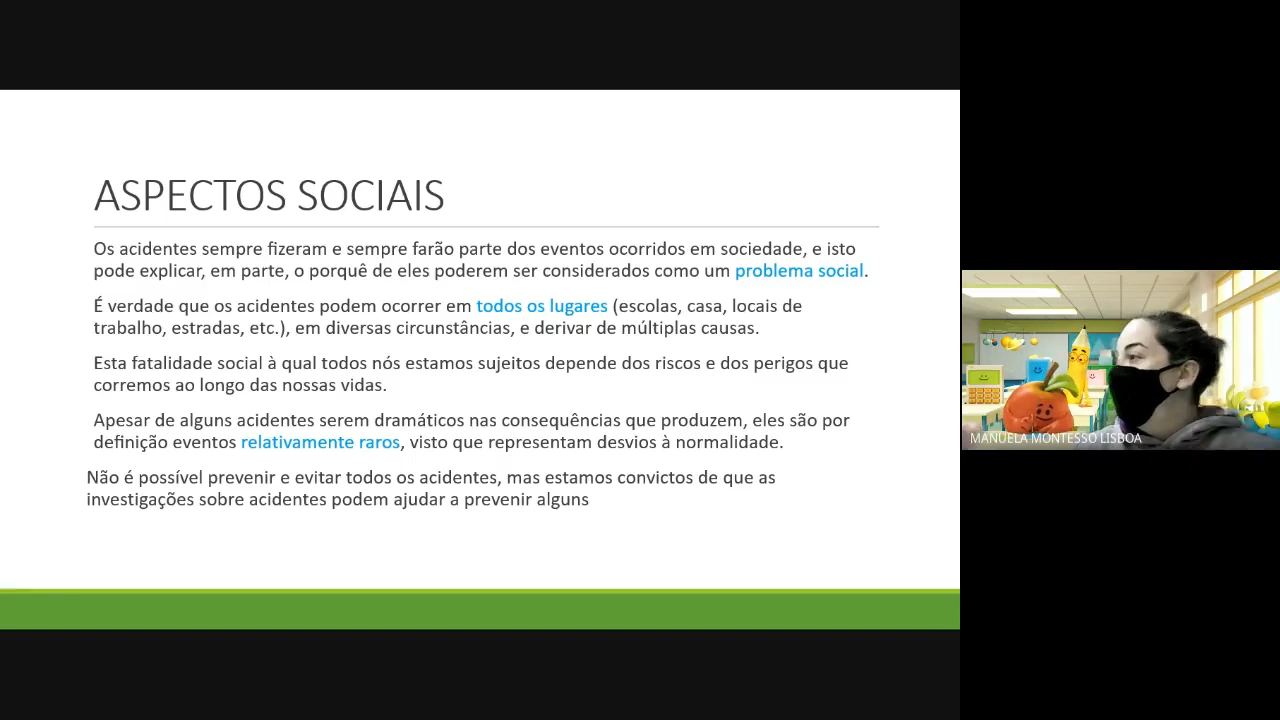 ASPECTOS SOCIAIS
Os acidentes sempre fizeram e sempre farão parte dos eventos ocorridos em sociedade, e isto
pode explicar, em parte, o porquê de eles poderem ser considerados como um problema social.
É verdade que os acidentes podem ocorrer em todos os lugares (escolas, casa, locais de
trabalho, estradas, etc.), em diversas circunstâncias, e derivar de múltiplas causas.
Esta fatalidade social à qual todos nós estamos sujeitos depende dos riscos e dos perigos que
corremos ao longo das nossas vidas.
Apesar de alguns acidentes serem dramáticos nas consequências que produzem, eles são por
definição eventos relativamente raros, visto que representam desvios à normalidade.
Não é possível prevenir e evitar todos os acidentes, mas estamos convictos de que as
investigações sobre acidentes podem ajudar a prevenir alguns
MANUELA MONTESSO LISBOA